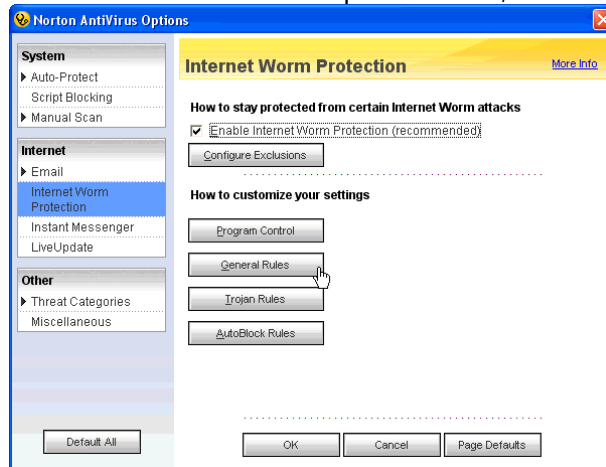 Norton AntiVirus Options
System
Auto-Protect
Script Blocking
Manual Scan
Internet
Email
Internet Worm
Protection
Instant Messenger
LiveUpdate
Other
Threat Categories
Miscellaneous
Default All
Internet Worm Protection
More Info
How to stay protected from certain Internet Worm attacks
Enable Internet Worm Protection (recommended)
Configure Exclusions
How to customize your settings
Program Control
General Rules
Trojan Rules
AutoBlock Rules
OK
Cancel
Page Defaults